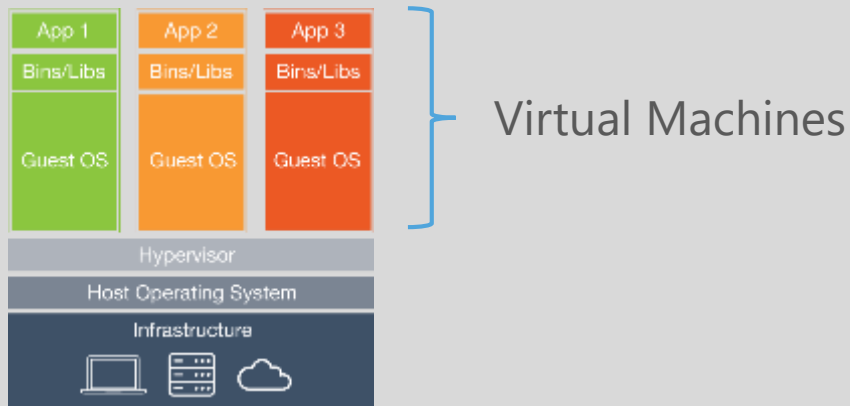 App 1 App 2 App 3
Bins/Libs Bins/Libs Bins/Libs
Virtual Machines
Guest OS Guest OS Guest OS
Hypervisor
Host Operating System
Infrastructure